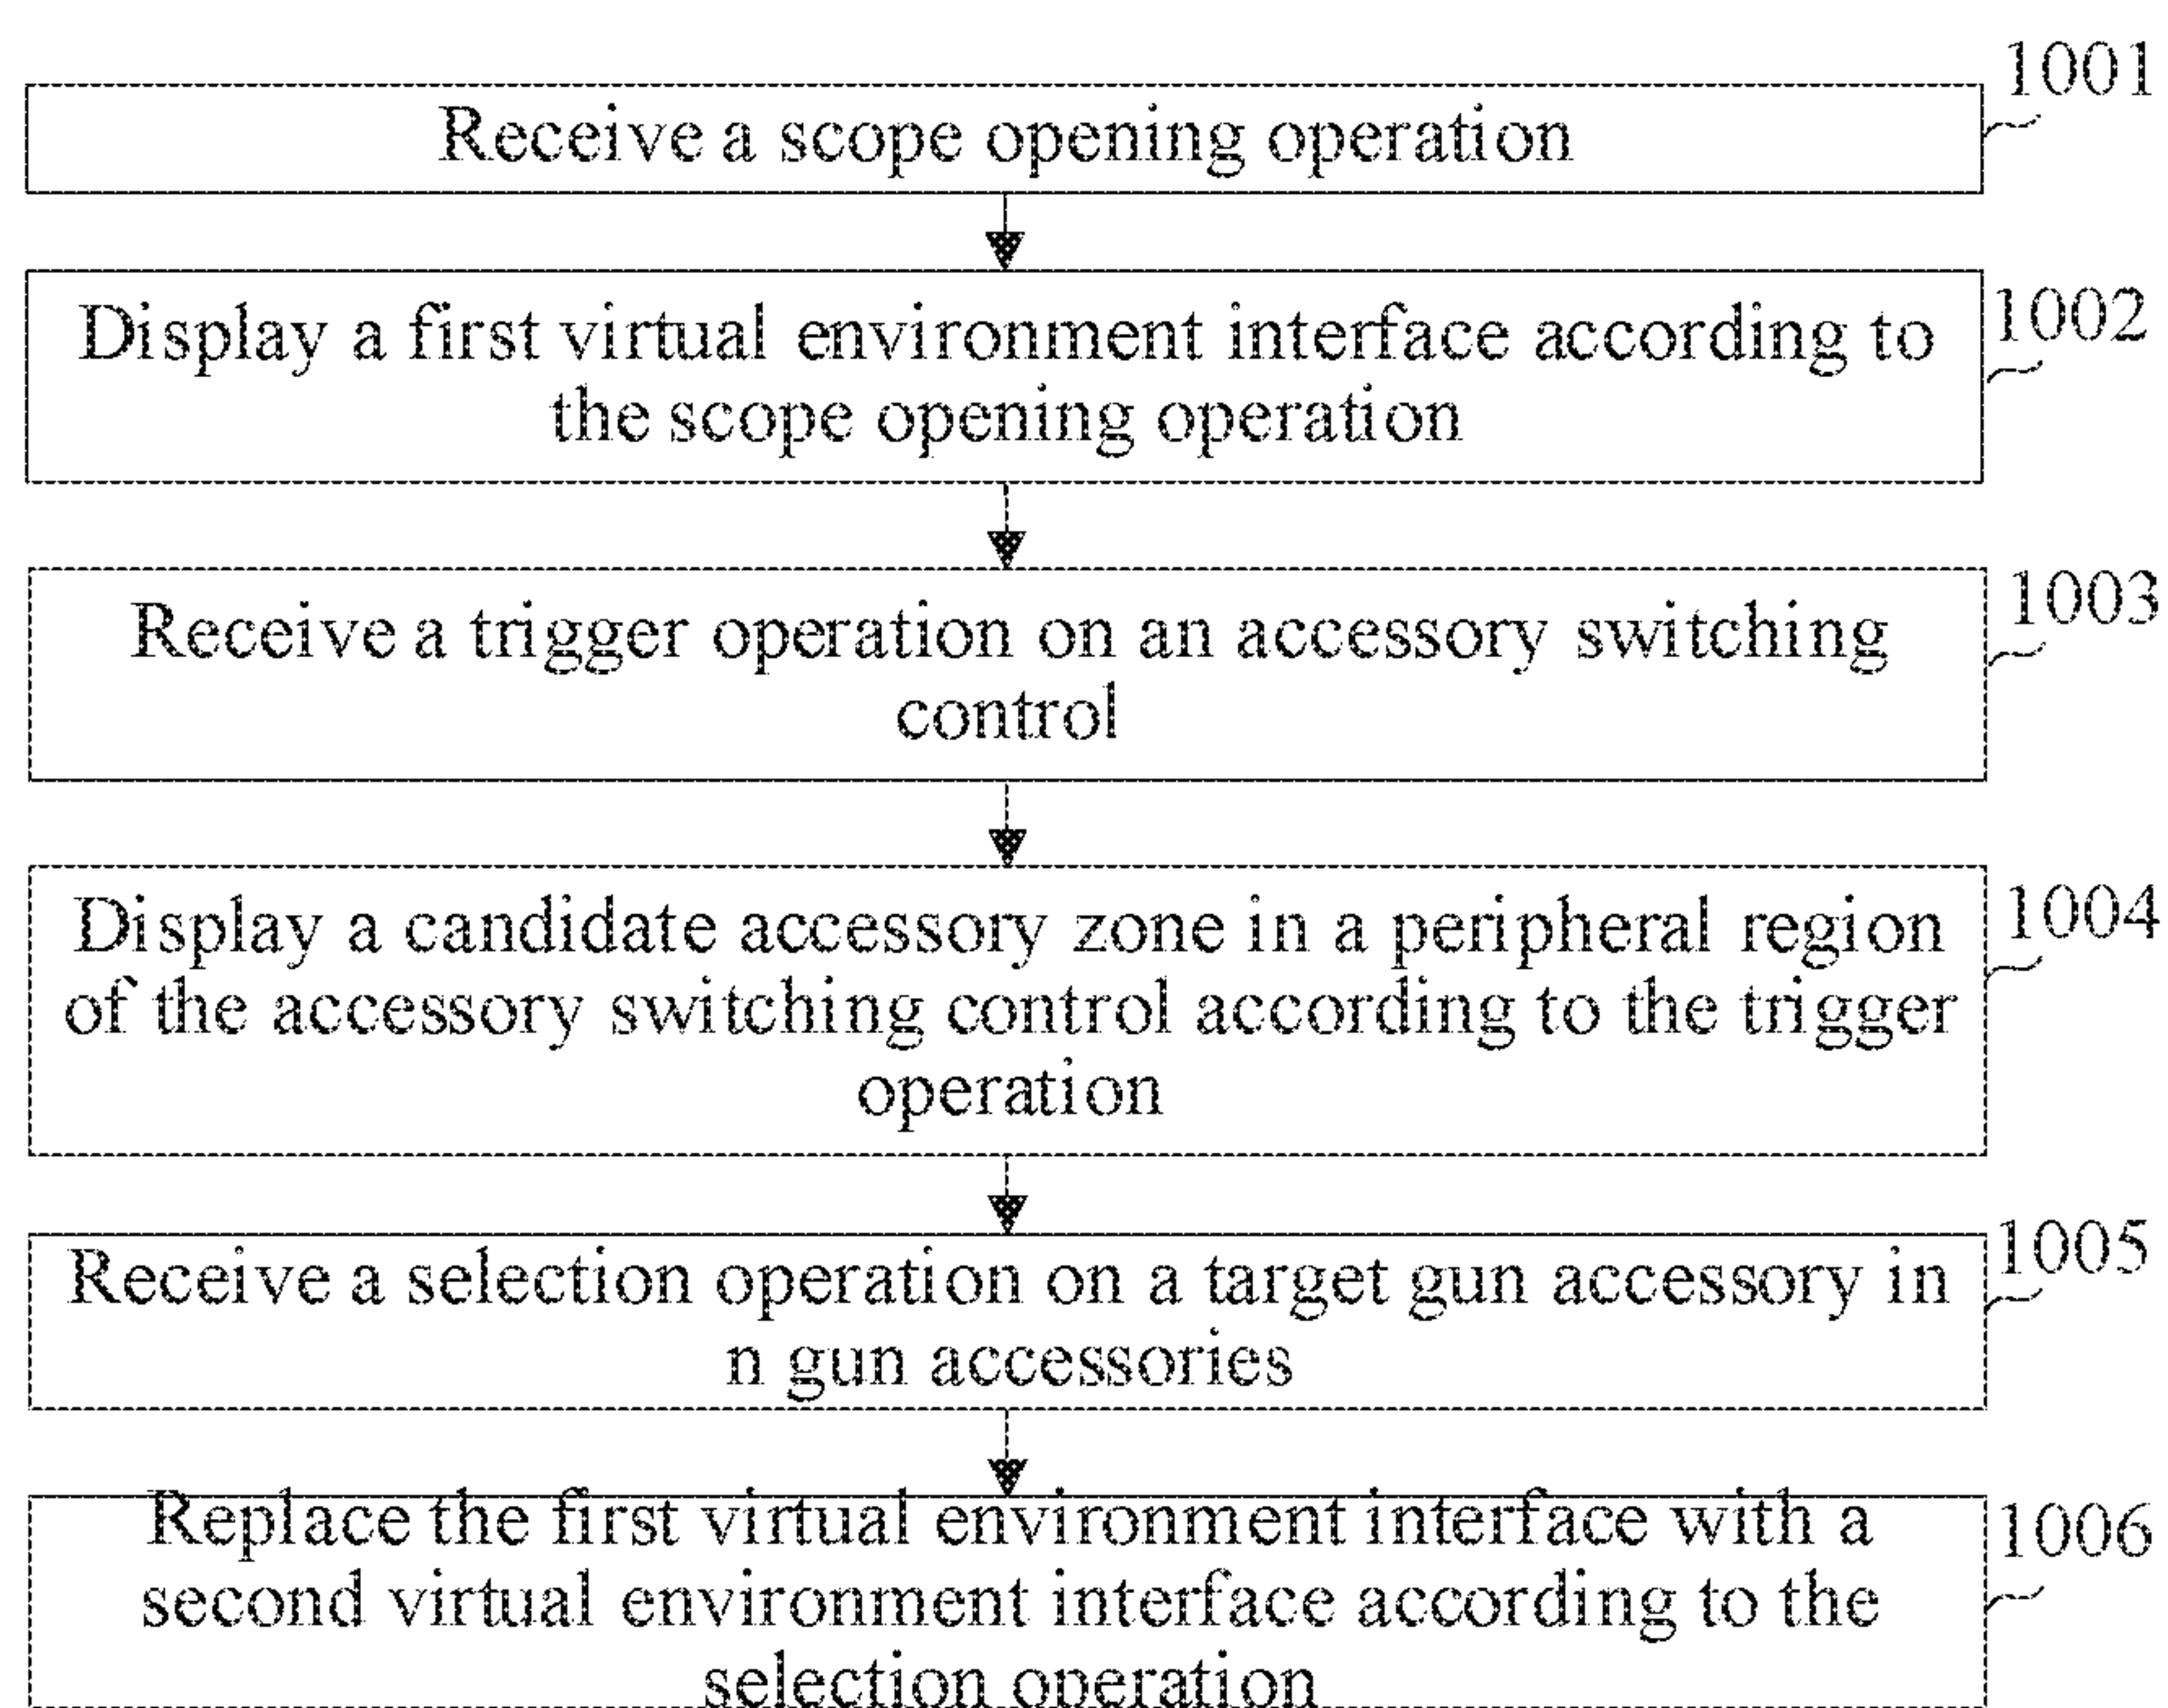 1001
Receive a scope opening operation
1002
Display a first virtual environment interface according to
the scope opening operation
1003
Receive a trigger operation on an accessory switching
control
1004
Display a candidate accessory zone in a peripheral region
of the accessory switching control according to the trigger
operation
1005
Receive a selection operation on a target gun accessory in
n gun accessories
1006
Replace the first virtual environment interface with a
second virtual environment interface according to the
selection operation